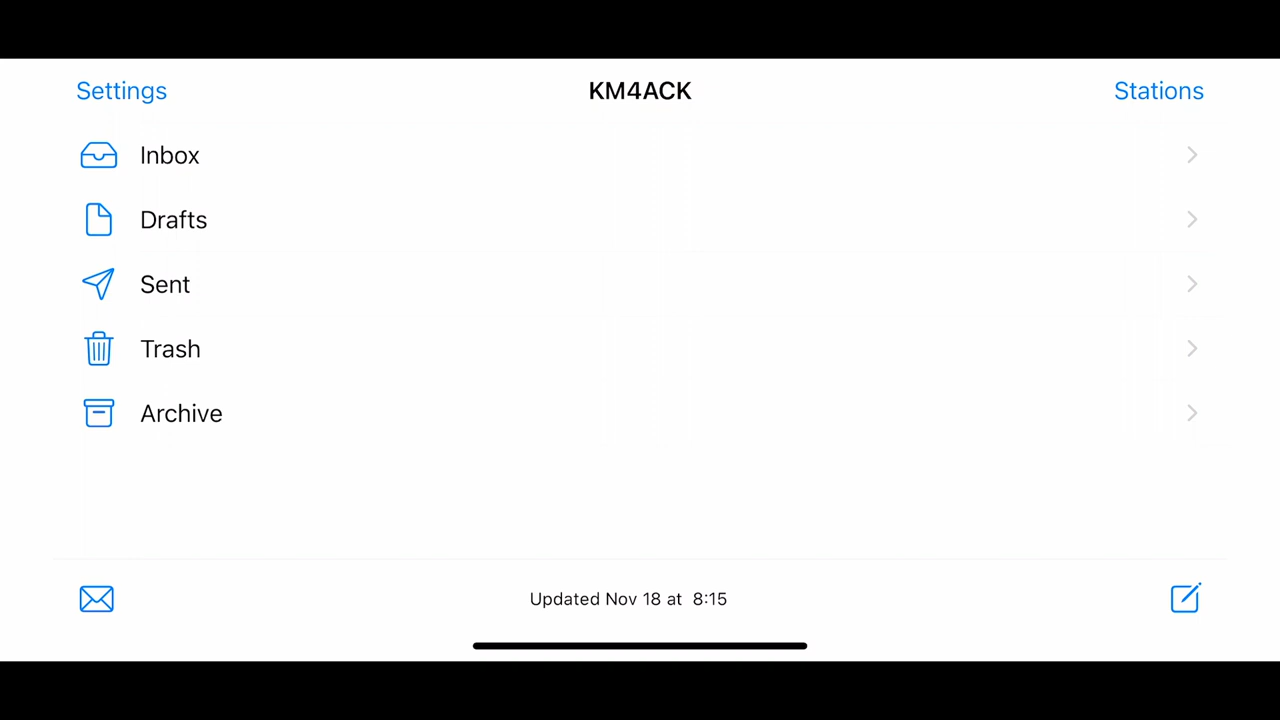 Settings KM4ACK Stations
Inbox
Drafts
Sent
Trash
Archive
Updated Nov 18 at 8:15